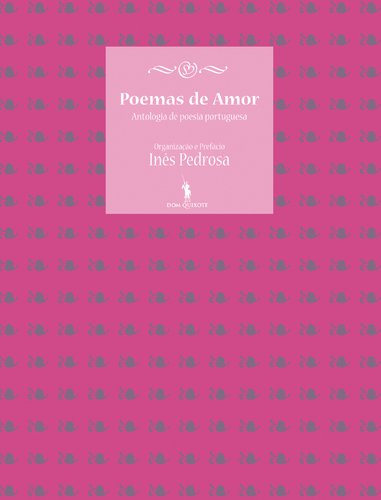 Poemas de Amor
Antologia de poesia portuguesa
Organização e Prefácio
Inês Pedrosa
DOM QUIXOTE